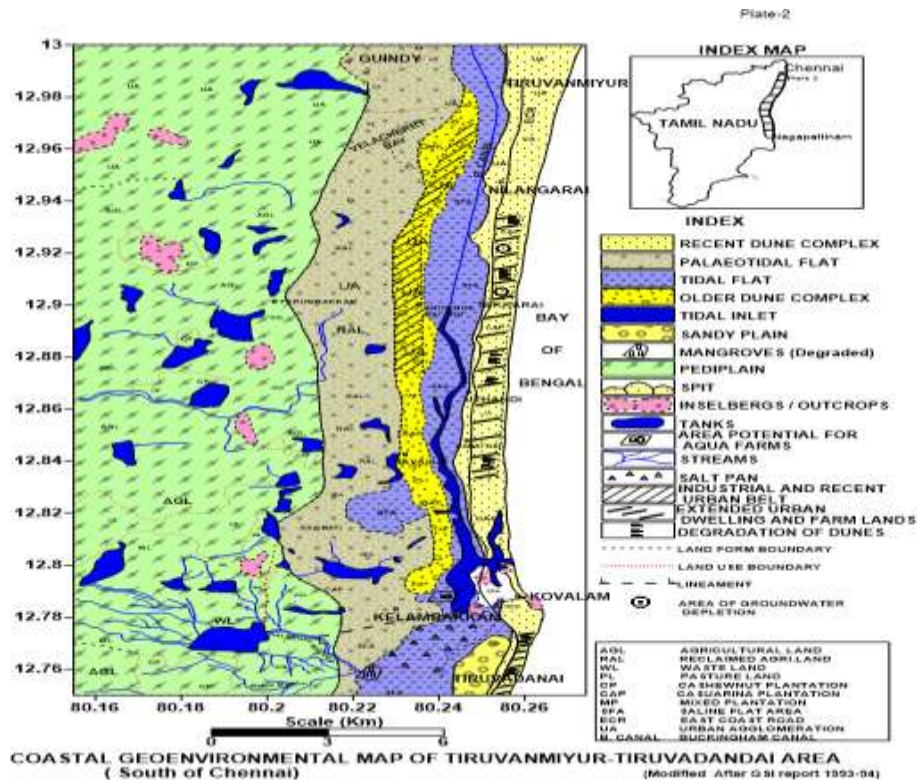 Plate-2
13
12.98
12.96
12.94
12.92
12.9
12.88
12.86
12.84
12.82
12.8
12.78
12.76
80.16
80.18
80.2
80.22
80.24
80.26
GUINDY
TIRUVANMIYUR
NILANGARAI
BAY
OF
BENGAL
UA
RAL
AGL
WL
AGL
KOVALAM
KELAMBAKKAM
TIRUVADANAI
Scale (Km)
0
3
6
INDEX MAP
Chennai
TAMIL NADU
Nagapattinam
INDEX
RECENT DUNE COMPLEX
PALAEOTIDAL FLAT
TIDAL FLAT
OLDER DUNE COMPLEX
TIDAL INLET
SANDY PLAIN
MANGROVES (Degraded)
PEDIPLAIN
SPIT
INSELBERGS / OUTCROPS
TANKS
AREA POTENTIAL FOR
AQUA FARMS
STREAMS
SALT PAN
INDUSTRIAL AND RECENT
URBAN BELT
EXTENDED URBAN
DWELLING AND FARM LANDS
DEGRADATION OF DUNES
LAND FORM BOUNDARY
LAND USE BOUNDARY
LINEAMENT
AREA OF GROUNDWATER
DEPLETION
AGL AGRICULTURAL LAND
RAL RECLAIMED AGRI.LAND
WL WASTE LAND
PL PASTURE LAND
CP CASHEWNUT PLANTATION
CAP CASUARINA PLANTATION
MP MIXED PLANTATION
SFA SALINE FLAT AREA
ECR EAST COAST ROAD
UA URBAN AGGLOMERATION
B. CANAL BUCKINGHAM CANAL
COASTAL GEOENVIRONMENTAL MAP OF TIRUVANMIYUR-TIRUVADANDAI AREA
( South of Chennai)
(Modified After GSI report 1993-94)